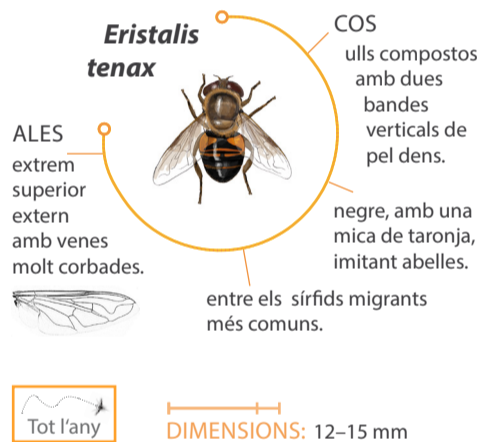 Eristalis
tenax
COS
ulls compostos
amb dues
bandes
verticals de
pel dens.
negre, amb una
mica de taronja,
imitant abelles.
entre els sírfids migrants
més comuns.
ALES
extrem
superior
extern
amb venes
molt corbades.
Tot l'any
DIMENSIONS: 12–15 mm